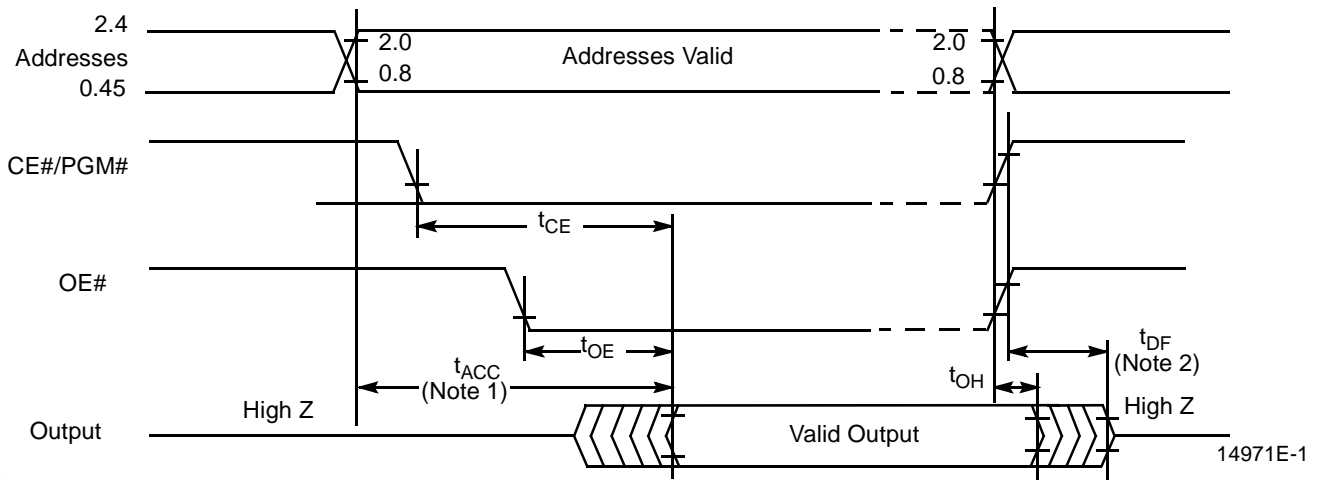 2.4
Addresses
0.45
2.0
0.8
Addresses Valid
2.0
0.8
CE#/PGM#
tCE
OE#
tOE
tACC
(Note 1)
tOH
tDF
(Note 2)
Output
High Z
Valid Output
High Z
14971E-1